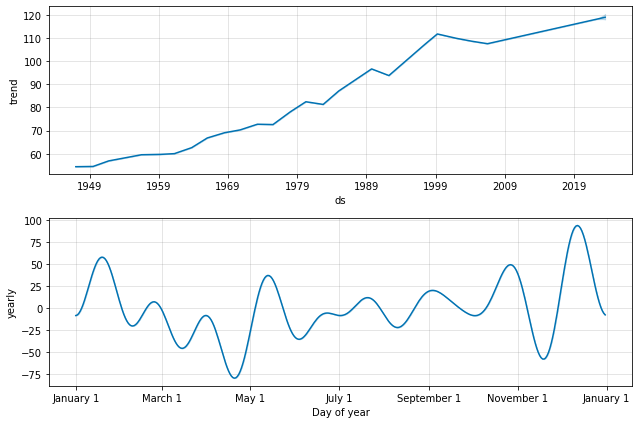 120
110
100
90
80
70
60
trend
1949 1959 1969 1979 1989 1999 2009 2019
ds
100
75
50
25
0
−25
−50
−75
yearly
January 1 March 1 May 1 July 1 September 1 November 1 January 1
Day of year